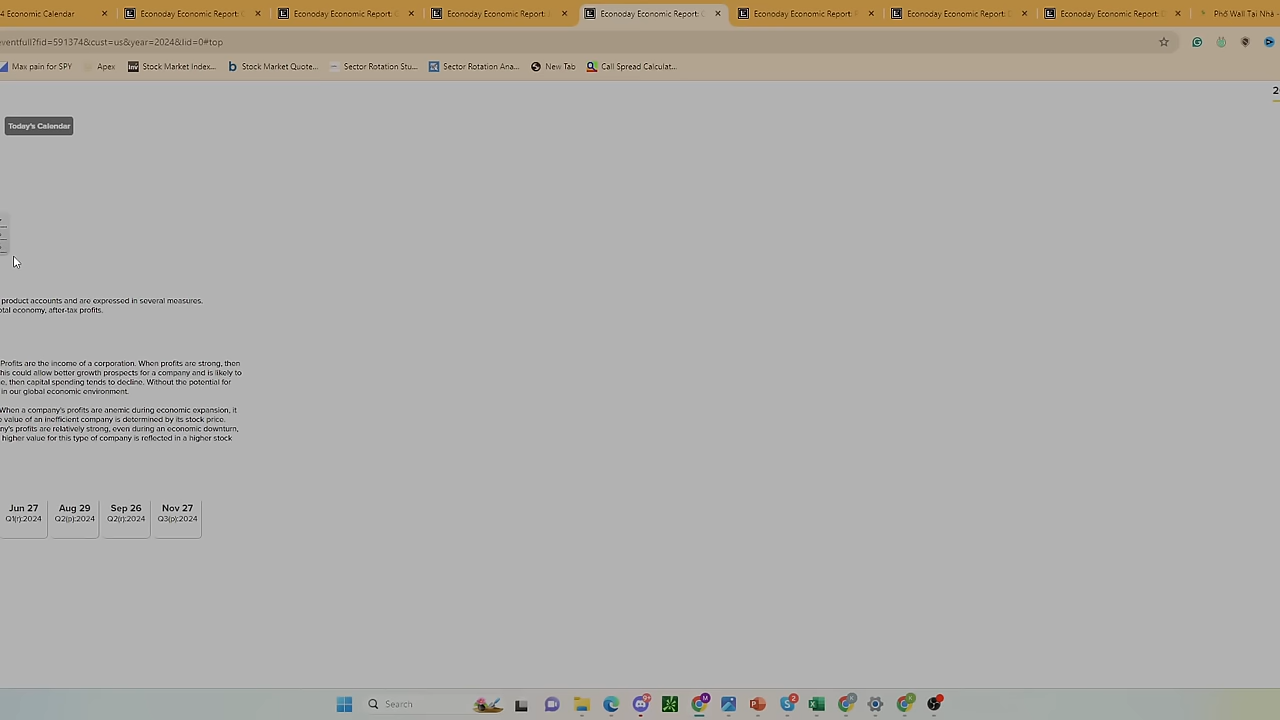 4 Economic Calendar
Econoday Economic Report:
Econoday Economic Report:
Econoday Economic Report:
Econoday Economic Report:
Econoday Economic Report:
Econoday Economic Report:
Econoday Economic Report:
Phố Wall Tại Nhà -
eventfull?fid=591374&cust=us&year=2024&lid=0#top
Max pain for SPY
Apex
Stock Market Index...
Stock Market Quote...
Sector Rotation Stu...
Sector Rotation Ana...
New Tab
Call Spread Calculat...
2
Today's Calendar
product accounts and are expressed in several measures.
otal economy, after-tax profits.
Profits are the income of a corporation. When profits are strong, then
his could allow better growth prospects for a company and is likely to
e, then capital spending tends to decline. Without the potential for
in our global economic environment.
When a company's profits are anemic during economic expansion, it
e value of an inefficient company is determined by its stock price.
ny's profits are relatively strong, even during an economic downturn,
higher value for this type of company is reflected in a higher stock
Jun 27 Aug 29 Sep 26 Nov 27
Q1(r):2024 Q2(p):2024 Q2(r):2024 Q3(p):2024
Search